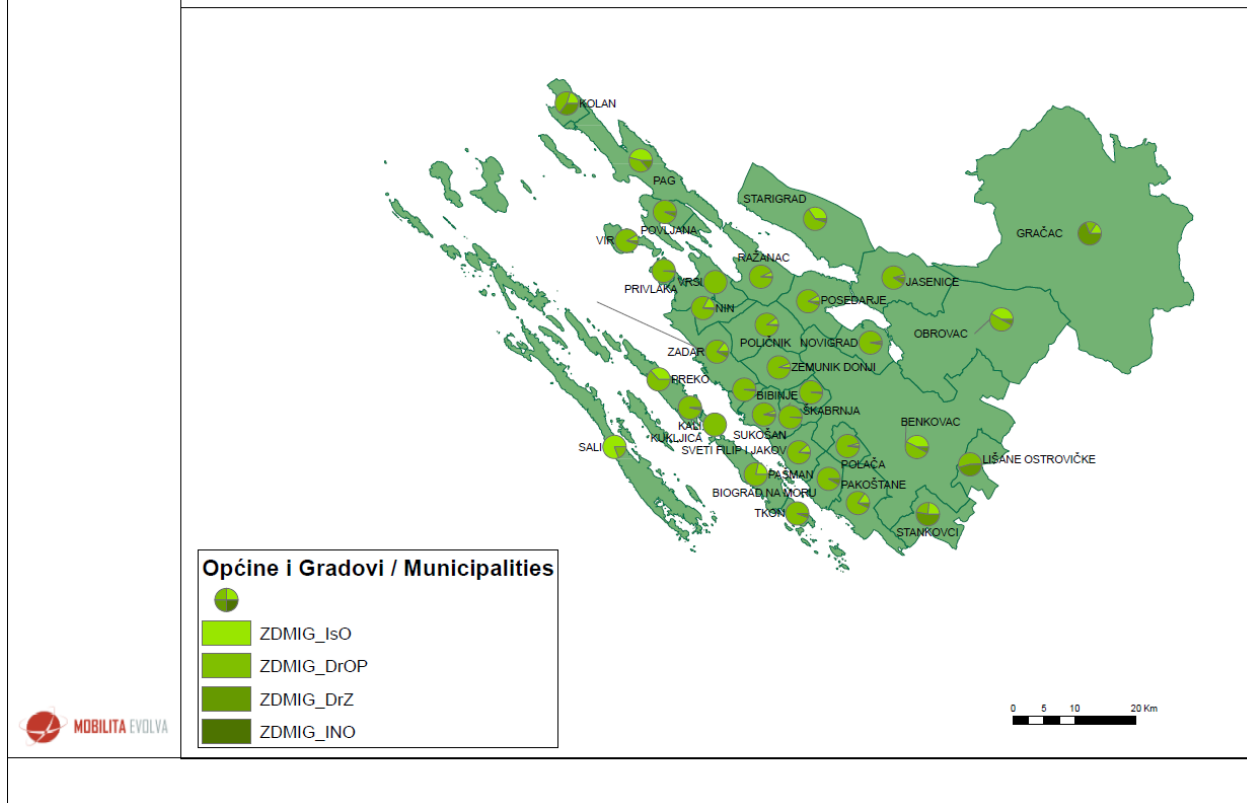 KOLAN
PAG
STARIGRAD
POVLJANA
GRAČAC
VIR
RAŽANAC
PRIVLAKA
VRSI
JASENICE
POSEDARJE
NIN
OBROVAC
POLIČNIK
NOVIGRAD
ZADAR
ZEMUNIK DONJI
PREKO
BIBINJE
ŠKABRNJA
KALI
BENKOVAC
KUKLJICA
SUKOŠAN
SALI
SVETI FILIP I JAKOV
LIŠANE OSTROVIČKE
POLAČA
PAŠMAN
PAKOŠTANE
BIOGRAD NA MORU
TKON
STANKOVCI
Općine i Gradovi / Municipalities
ZDMIG_IsO
ZDMIG_DrOP
ZDMIG_DrZ
ZDMIG_INO
0 5 10 20 Km
MOBILITA EVOLVA